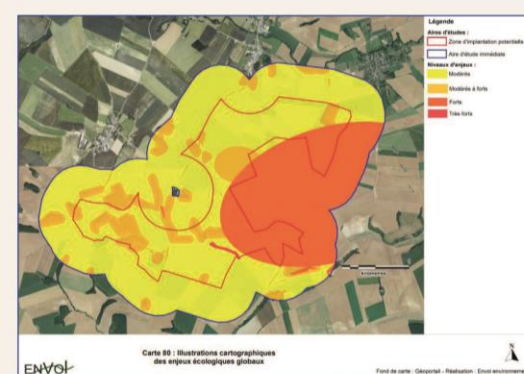 Légende
Aires d'études :
Zone d'implantation potentielle
Aire d'étude immédiate
Niveaux d'enjeux :
Modérés
Modérés à forts
Forts
Très forts
Carte 80 : Illustrations cartographiques
des enjeux écologiques globaux
N
ENVOL
Fond de carte : Géoportail - Réalisation : Envol environnement